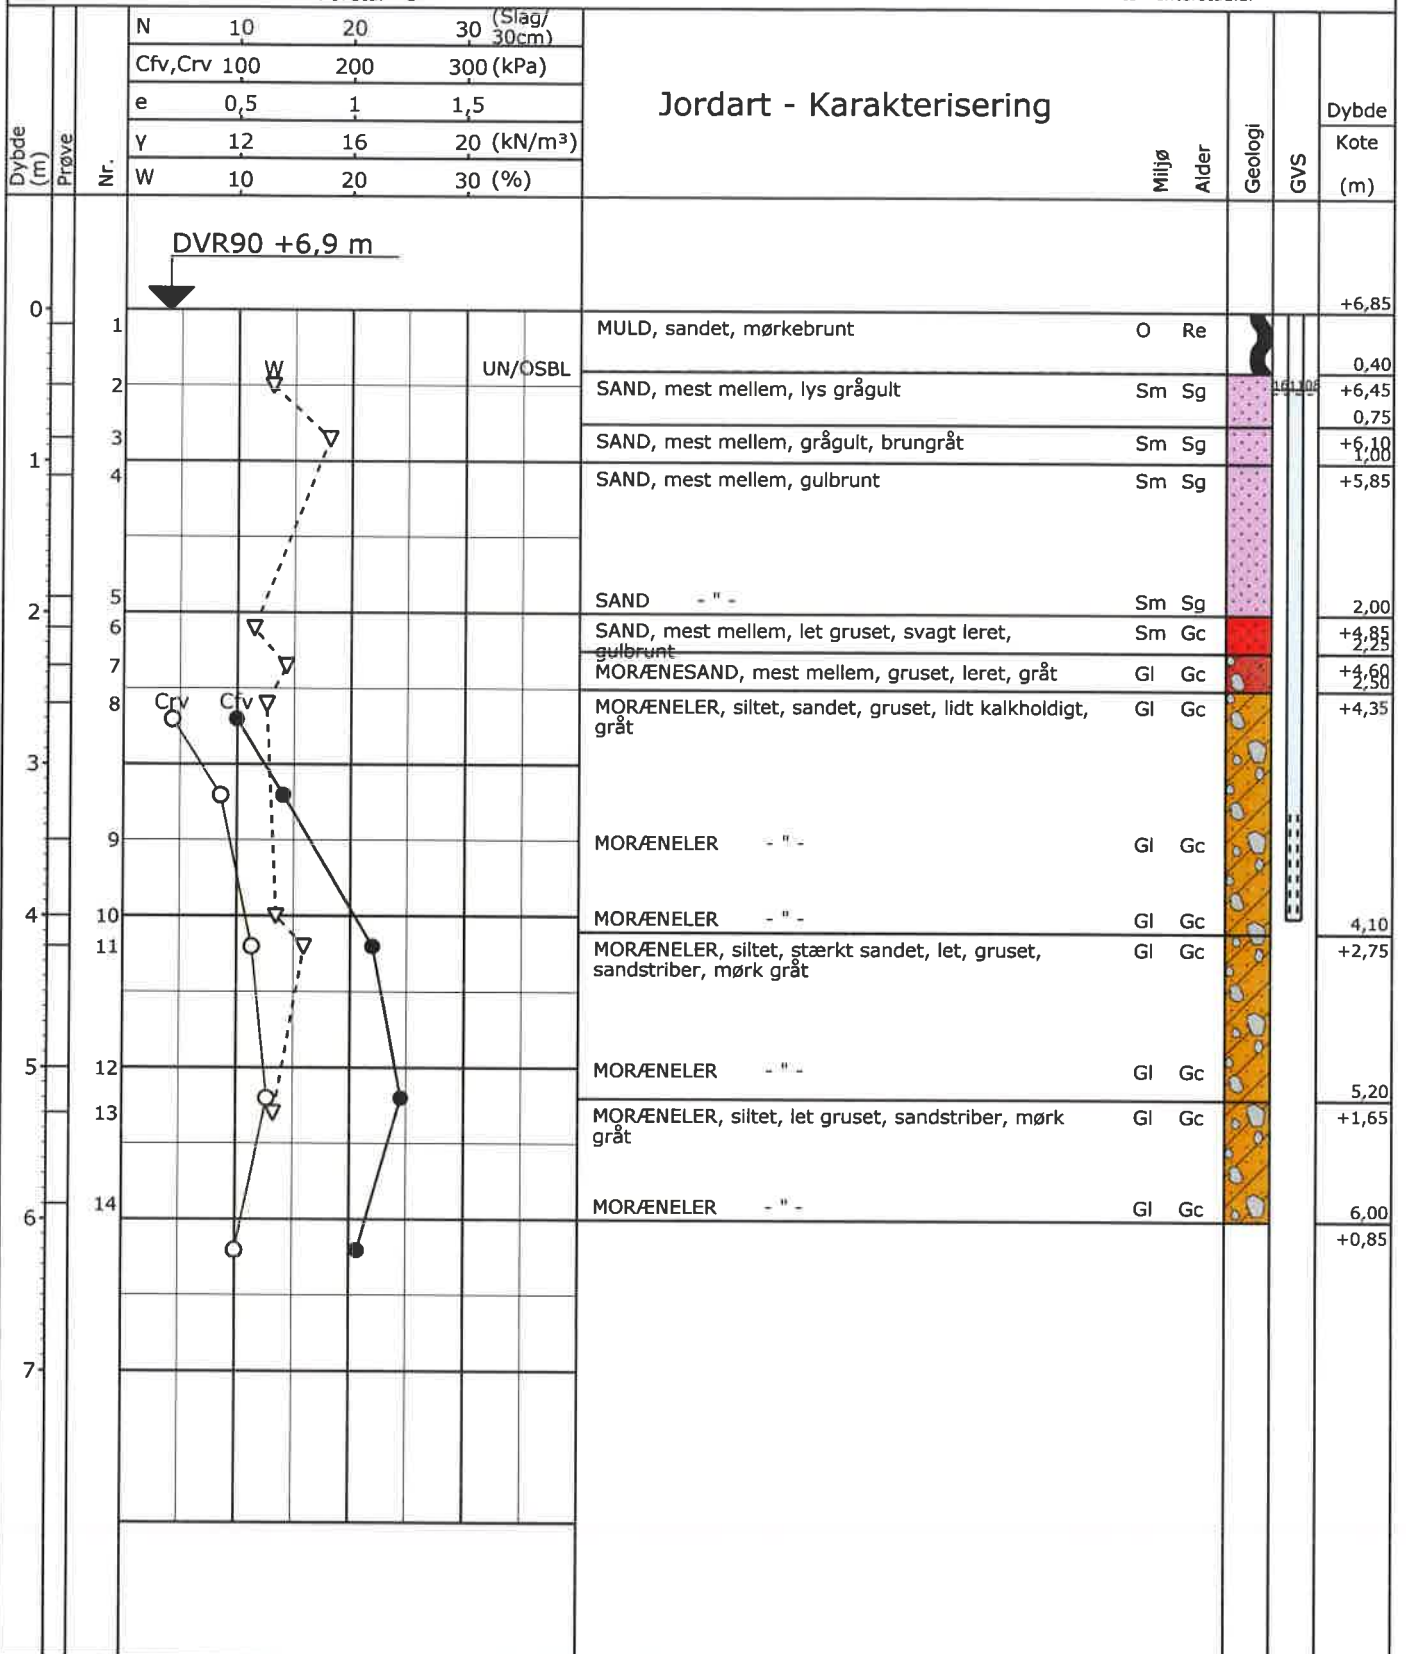 N 10 20 30 (Slag/30cm)
Cfv,Crv 100 200 300 (kPa)
e 0,5 1 1,5
γ 12 16 20 (kN/m³)
W 10 20 30 (%)
Dybde (m)
Prøve
Nr.
Jordart - Karakterisering
Miljø
Alder
Geologi
GVS
Dybde
Kote
(m)
DVR90 +6,9 m
0
+6,85
1 MULD, sandet, mørkebrunt O Re
W UN/OSBL
0,40
2 SAND, mest mellem, lys grågult Sm Sg +6,45
0,75
3 SAND, mest mellem, grågult, brungråt Sm Sg +6,10
1
1,00
4 SAND, mest mellem, gulbrunt Sm Sg +5,85
5 SAND - " - Sm Sg 2,00
2
6 SAND, mest mellem, let gruset, svagt leret, Sm Gc +4,85
gulbrunt 2,25
7 MORÆNESAND, mest mellem, gruset, leret, gråt Gl Gc +4,60
2,50
8 Crv Cfv MORÆNELER, siltet, sandet, gruset, lidt kalkholdigt, Gl Gc +4,35
gråt
3
9 MORÆNELER - " - Gl Gc
4 10 MORÆNELER - " - Gl Gc 4,10
11 MORÆNELER, siltet, stærkt sandet, let, gruset, Gl Gc +2,75
sandstriber, mørk gråt
5 12 MORÆNELER - " - Gl Gc
5,20
13 MORÆNELER, siltet, let gruset, sandstriber, mørk Gl Gc +1,65
gråt
14 MORÆNELER - " - Gl Gc 6,00
6
+0,85
7